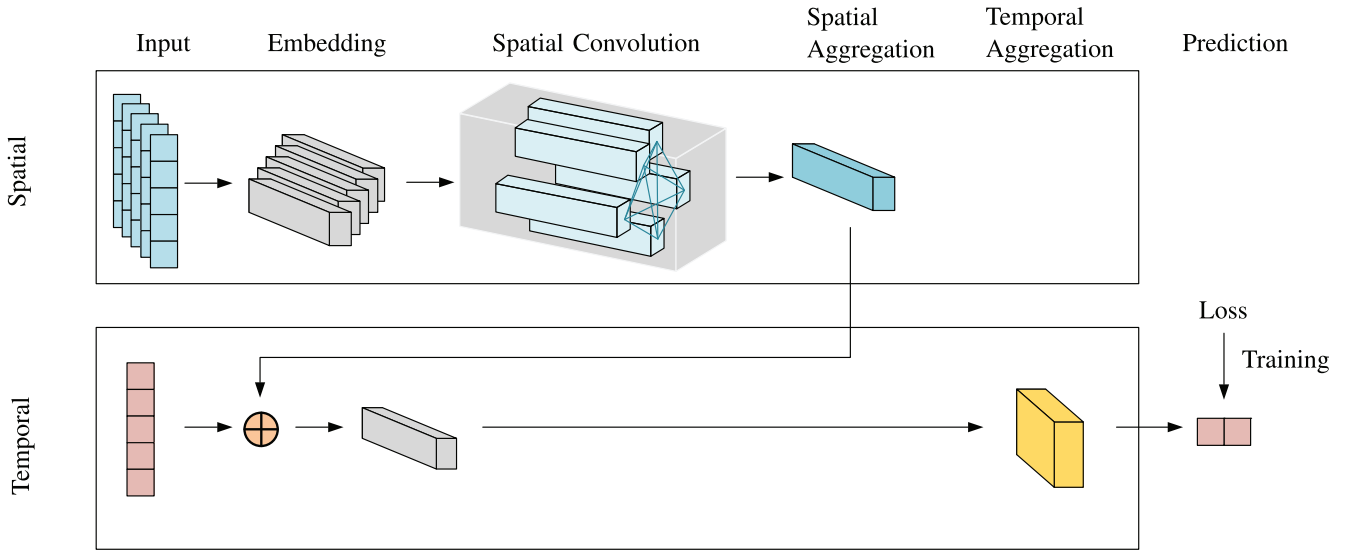 Input
Embedding
Spatial Convolution
Spatial
Aggregation
Temporal
Aggregation
Prediction
Spatial
Temporal
Loss
Training